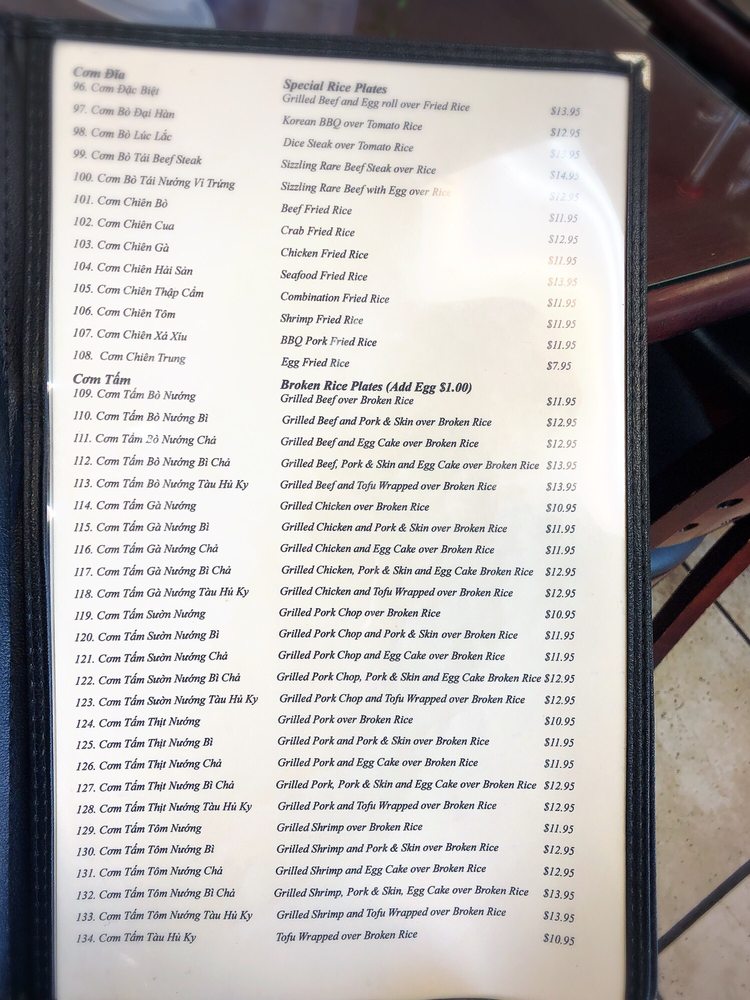 Cơm Đĩa Special Rice Plates
96. Cơm Đặc Biệt Grilled Beef and Egg roll over Fried Rice $13.95
97. Cơm Bò Đại Hàn Korean BBQ over Tomato Rice $12.95
98. Cơm Bò Lúc Lắc Dice Steak over Tomato Rice $13.95
99. Cơm Bò Tái Beef Steak Sizzling Rare Beef Steak over Rice $14.95
100. Cơm Bò Tái Nướng Vỉ Trứng Sizzling Rare Beef with Egg over Rice $12.95
101. Cơm Chiên Bò Beef Fried Rice $11.95
102. Cơm Chiên Cua Crab Fried Rice $12.95
103. Cơm Chiên Gà Chicken Fried Rice $11.95
104. Cơm Chiên Hải Sản Seafood Fried Rice $13.95
105. Cơm Chiên Thập Cẩm Combination Fried Rice $11.95
106. Cơm Chiên Tôm Shrimp Fried Rice $11.95
107. Cơm Chiên Xá Xíu BBQ Pork Fried Rice $11.95
108. Cơm Chiên Trung Egg Fried Rice $7.95
Cơm Tấm Broken Rice Plates (Add Egg $1.00)
109. Cơm Tấm Bò Nướng Grilled Beef over Broken Rice $11.95
110. Cơm Tấm Bò Nướng Bì Grilled Beef and Pork & Skin over Broken Rice $12.95
111. Cơm Tấm Bò Nướng Chả Grilled Beef and Egg Cake over Broken Rice $12.95
112. Cơm Tấm Bò Nướng Bì Chả Grilled Beef, Pork & Skin and Egg Cake over Broken Rice $13.95
113. Cơm Tấm Bò Nướng Tàu Hủ Ky Grilled Beef and Tofu Wrapped over Broken Rice $13.95
114. Cơm Tấm Gà Nướng Grilled Chicken over Broken Rice $10.95
115. Cơm Tấm Gà Nướng Bì Grilled Chicken and Pork & Skin over Broken Rice $11.95
116. Cơm Tấm Gà Nướng Chả Grilled Chicken and Egg Cake over Broken Rice $11.95
117. Cơm Tấm Gà Nướng Bì Chả Grilled Chicken, Pork & Skin and Egg Cake Broken Rice $12.95
118. Cơm Tấm Gà Nướng Tàu Hủ Ky Grilled Chicken and Tofu Wrapped over Broken Rice $12.95
119. Cơm Tấm Sườn Nướng Grilled Pork Chop over Broken Rice $10.95
120. Cơm Tấm Sườn Nướng Bì Grilled Pork Chop and Pork & Skin over Broken Rice $11.95
121. Cơm Tấm Sườn Nướng Chả Grilled Pork Chop and Egg Cake over Broken Rice $11.95
122. Cơm Tấm Sườn Nướng Bì Chả Grilled Pork Chop, Pork & Skin and Egg Cake Broken Rice $12.95
123. Cơm Tấm Sườn Nướng Tàu Hủ Ky Grilled Pork Chop and Tofu Wrapped over Broken Rice $12.95
124. Cơm Tấm Thịt Nướng Grilled Pork over Broken Rice $10.95
125. Cơm Tấm Thịt Nướng Bì Grilled Pork and Pork & Skin over Broken Rice $11.95
126. Cơm Tấm Thịt Nướng Chả Grilled Pork and Egg Cake over Broken Rice $11.95
127. Cơm Tấm Thịt Nướng Bì Chả Grilled Pork, Pork & Skin and Egg Cake over Broken Rice $12.95
128. Cơm Tấm Thịt Nướng Tàu Hủ Ky Grilled Pork and Tofu Wrapped over Broken Rice $12.95
129. Cơm Tấm Tôm Nướng Grilled Shrimp over Broken Rice $11.95
130. Cơm Tấm Tôm Nướng Bì Grilled Shrimp and Pork & Skin over Broken Rice $12.95
131. Cơm Tấm Tôm Nướng Chả Grilled Shrimp and Egg Cake over Broken Rice $12.95
132. Cơm Tấm Tôm Nướng Bì Chả Grilled Shrimp, Pork & Skin, Egg Cake over Broken Rice $13.95
133. Cơm Tấm Tôm Nướng Tàu Hủ Ky Grilled Shrimp and Tofu Wrapped over Broken Rice $13.95
134. Cơm Tấm Tàu Hủ Ky Tofu Wrapped over Broken Rice $10.95